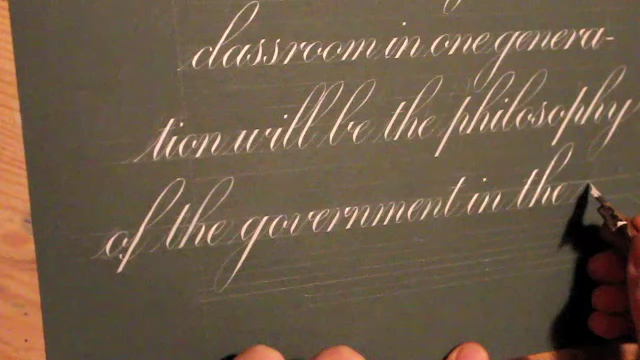 classroom in one genera-
tion will be the philosophy
of the government in the